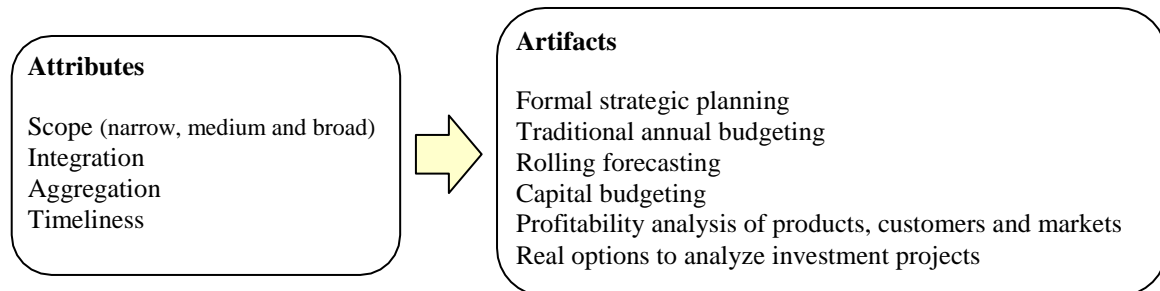 Attributes
Scope (narrow, medium and broad)
Integration
Aggregation
Timeliness
Artifacts
Formal strategic planning
Traditional annual budgeting
Rolling forecasting
Capital budgeting
Profitability analysis of products, customers and markets
Real options to analyze investment projects